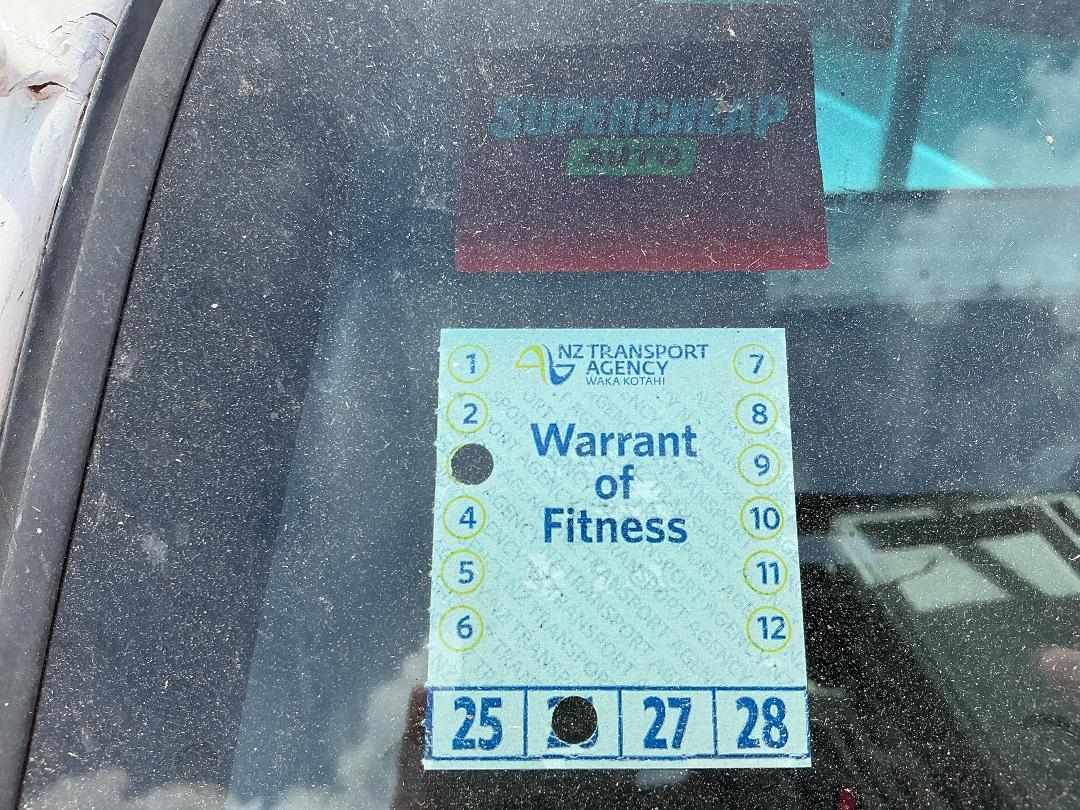 SUPERCHEAP
AUTO
NZ TRANSPORT
AGENCY
WAKA KOTAHI
1
7
2
8
Warrant
of
Fitness
9
4
10
5
11
6
12
25 27 28